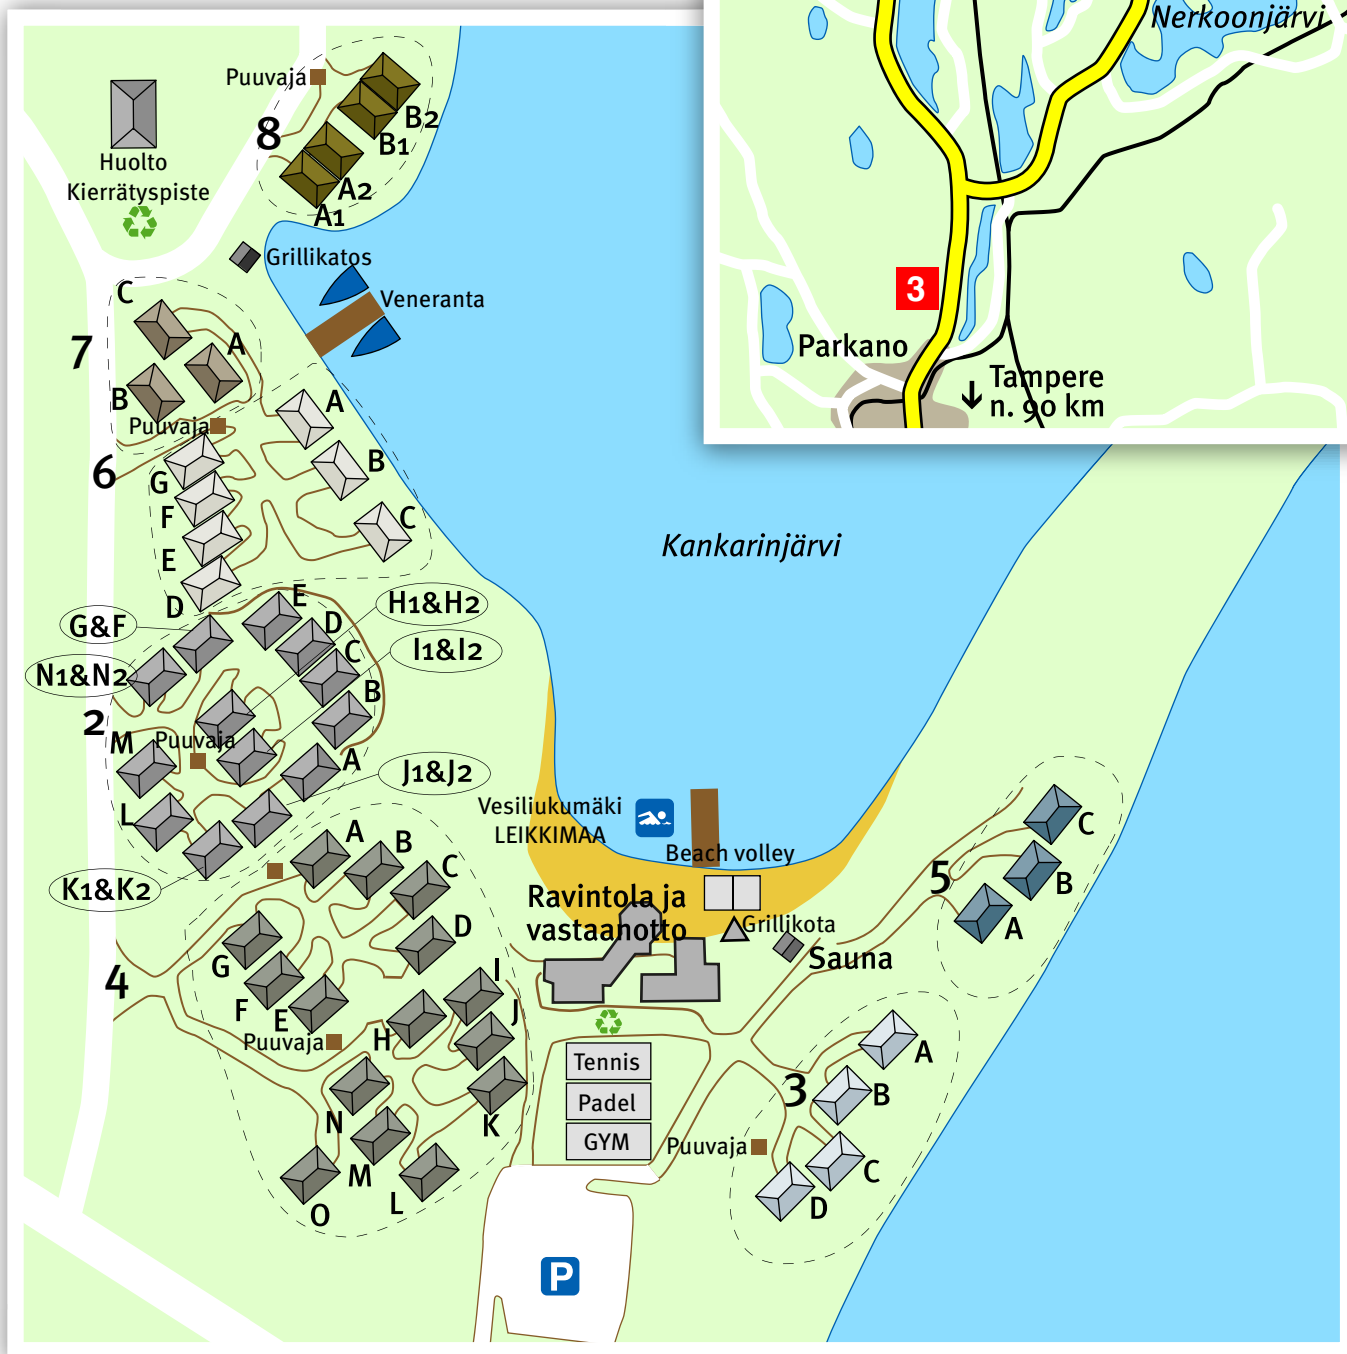 Nerkoonjärvi
3
Parkano
Tampere
n. 90 km
Puuvaja
8
B2
B1
A2
A1
Huolto
Kierrätyspiste
Grillikatos
Veneranta
C
7
A
B
Puuvaja
6
A
B
C
G
F
E
D
Kankarinjärvi
H1&H2
G&F
E
D
I1&I2
C
N1&N2
B
2
M
Puuvaja
A
J1&J2
L
K1&K2
Vesiliukumäki
LEIKKIMAA
Beach volley
Ravintola ja
vastaanotto
Grillikota
Sauna
5
C
B
A
A
B
C
D
G
4
F
E
Puuvaja
H
I
J
K
N
M
L
O
Tennis
Padel
GYM
3
A
B
C
D
Puuvaja
P